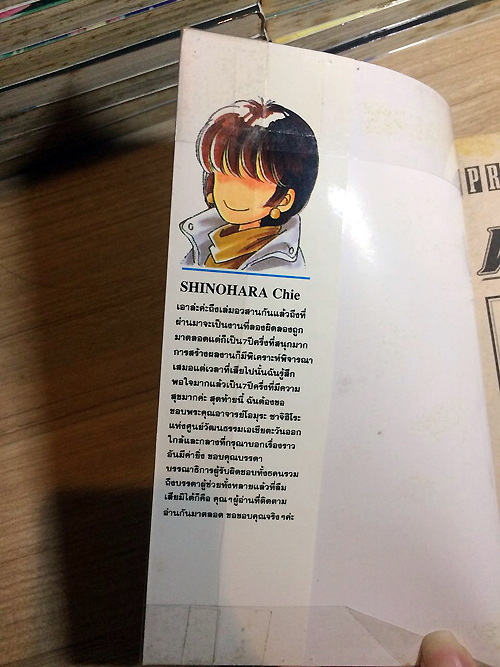 SHINOHARA Chie
เอาล่ะค่ะถึงเล่มอวสานกันแล้วถึงที่
ผ่านมาจะเป็นงานที่ลองผิดลองถูก
มาตลอดแต่ก็เป็น7ปีครึ่งที่สนุกมาก
การสร้างผลงานก็มีพิเคราะห์พิจารณา
เสมอแต่เวลาที่เสียไปนั้นฉันรู้สึก
พอใจมากแล้วเป็น7ปีครึ่งที่มีความ
สุขมากค่ะ สุดท้ายนี้ ฉันต้องขอ
ขอบพระคุณอาจารย์โอมุระ ซาจิฮิโระ
แห่งศูนย์วัฒนธรรมเอเชียตะวันออก
ใกล้และกลางที่กรุณาบอกเรื่องราว
อันมีค่ายิ่ง ขอบคุณบรรดา
บรรณาธิการผู้รับผิดชอบทั้ง5คนรวม
ถึงบรรดาผู้ช่วยทั้งหลายแล้วที่ลืม
เสียมิได้ก็คือ คุณๆผู้อ่านที่ติดตาม
อ่านกันมาตลอด ขอขอบคุณจริงๆค่ะ
PR